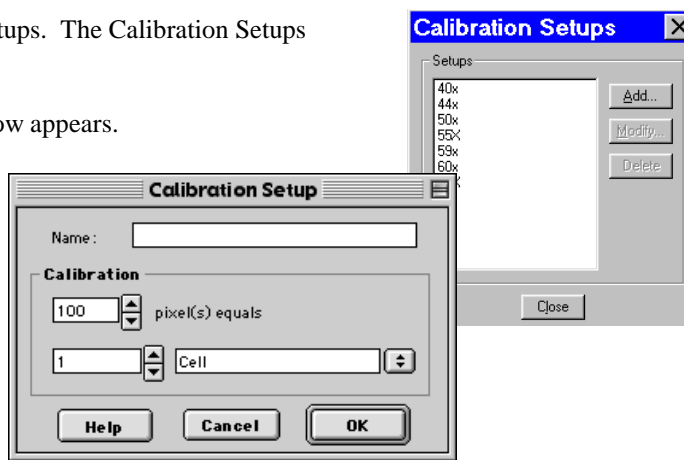 tups. The Calibration Setups
ow appears.
Calibration Setups
Setups
40x
44x
50x
55X
59x
60x
Add...
Modify...
Delete
Close
Calibration Setup
Name:
Calibration
100 pixel(s) equals
1 Cell
Help Cancel OK